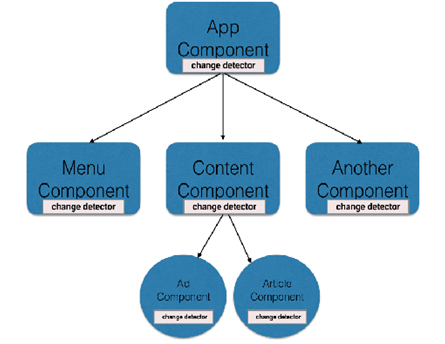 App
Component
change detector
Menu
Component
change detector
Content
Component
change detector
Another
Component
change detector
Ad
Component
change detector
Article
Component
change detector